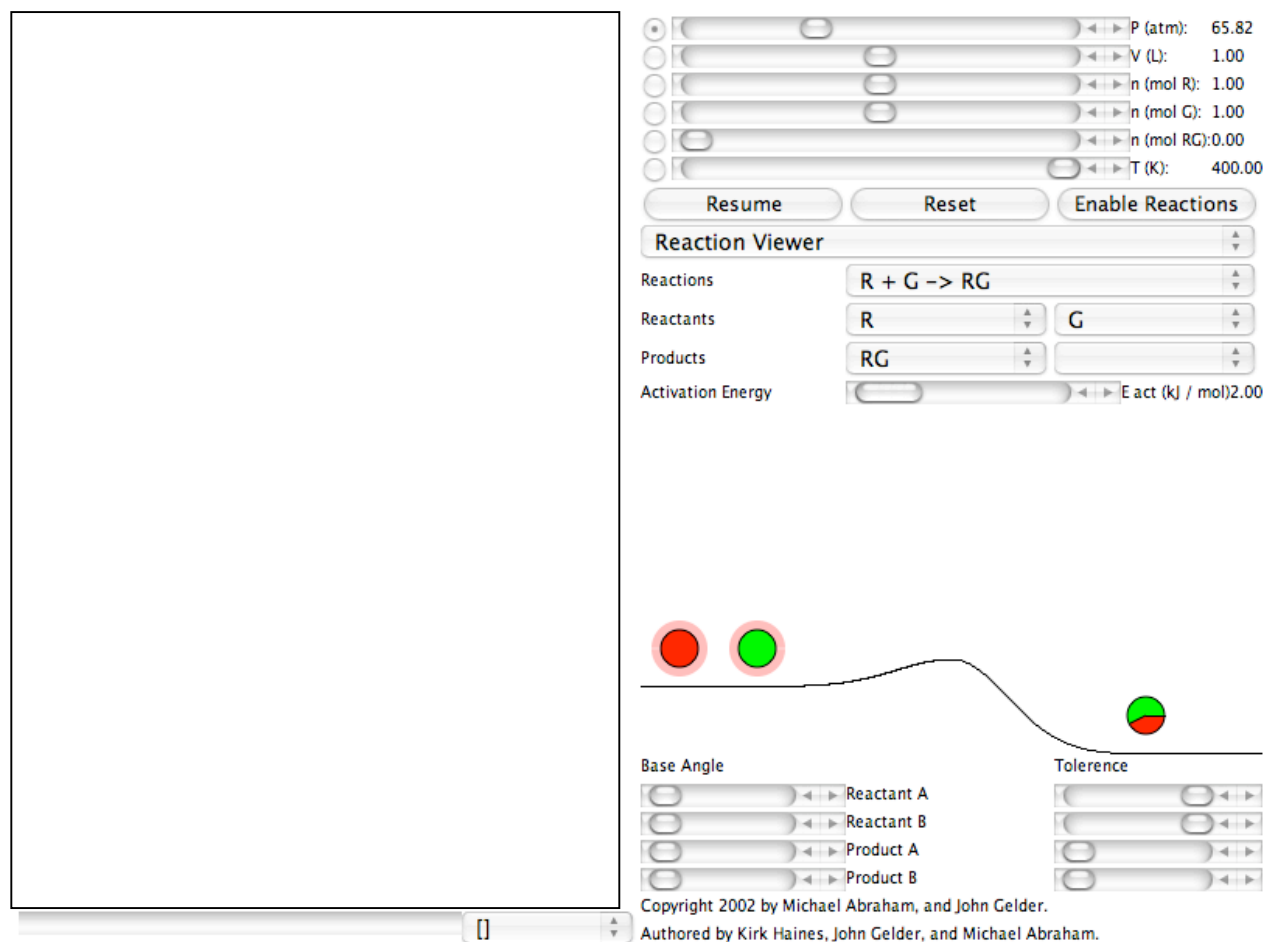 P (atm): 65.82
V (L): 1.00
n (mol R): 1.00
n (mol G): 1.00
n (mol RG):0.00
T (K): 400.00
Resume Reset Enable Reactions
Reaction Viewer
Reactions R + G -> RG
Reactants R G
Products RG
Activation Energy E act (kJ / mol)2.00
Base Angle Tolerence
Reactant A
Reactant B
Product A
Product B
Copyright 2002 by Michael Abraham, and John Gelder.
[] Authored by Kirk Haines, John Gelder, and Michael Abraham.